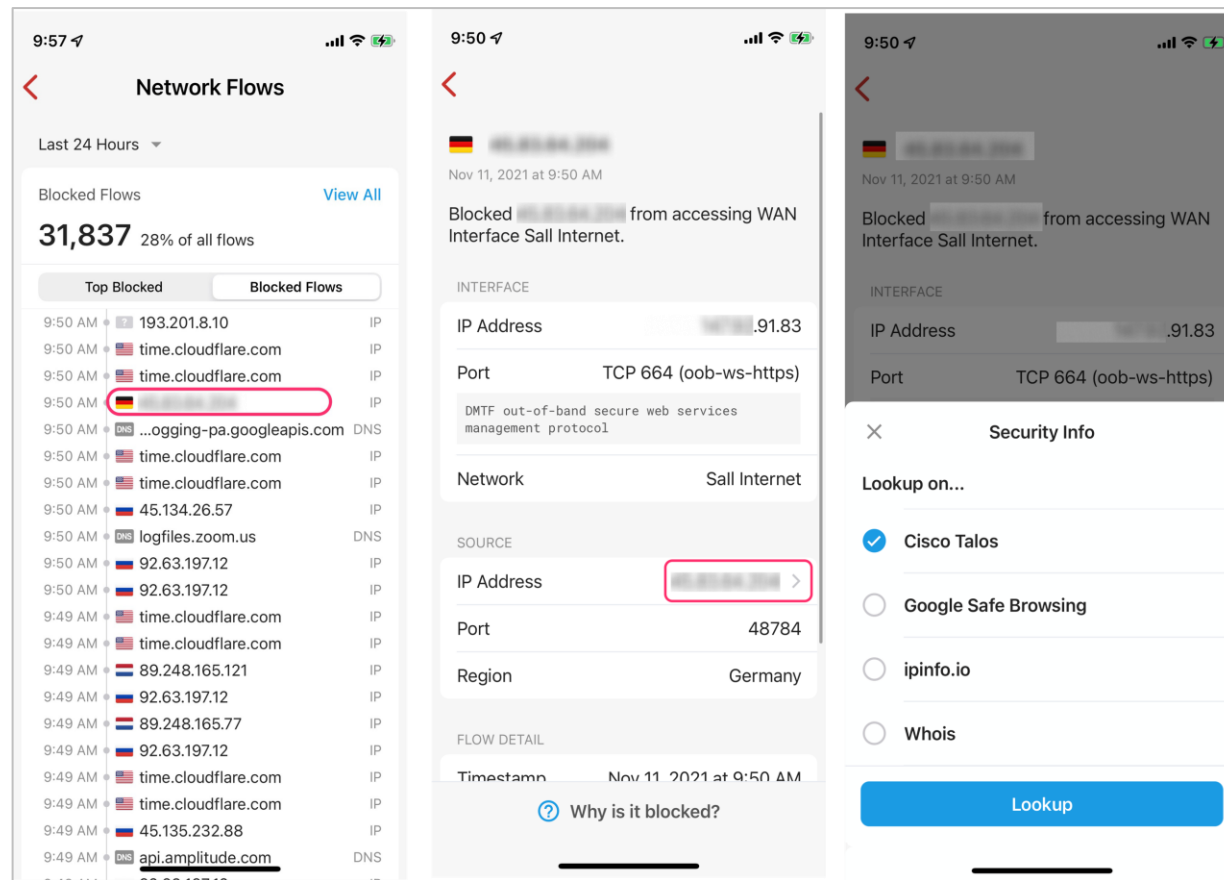 9:57
Network Flows
Last 24 Hours
Blocked Flows View All
31,837 28% of all flows
Top Blocked Blocked Flows
9:50 AM 193.201.8.10 IP
9:50 AM time.cloudflare.com IP
9:50 AM time.cloudflare.com IP
9:50 AM IP
9:50 AM DNS ...ogging-pa.googleapis.com DNS
9:50 AM time.cloudflare.com IP
9:50 AM time.cloudflare.com IP
9:50 AM 45.134.26.57 IP
9:50 AM DNS logfiles.zoom.us DNS
9:50 AM 92.63.197.12 IP
9:50 AM 92.63.197.12 IP
9:49 AM time.cloudflare.com IP
9:49 AM time.cloudflare.com IP
9:49 AM 89.248.165.121 IP
9:49 AM 92.63.197.12 IP
9:49 AM 89.248.165.77 IP
9:49 AM 92.63.197.12 IP
9:49 AM time.cloudflare.com IP
9:49 AM time.cloudflare.com IP
9:49 AM 45.135.232.88 IP
9:49 AM DNS api.amplitude.com DNS
9:50
Nov 11, 2021 at 9:50 AM
Blocked from accessing WAN
Interface Sall Internet.
INTERFACE
IP Address .91.83
Port TCP 664 (oob-ws-https)
DMTF out-of-band secure web services
management protocol
Network Sall Internet
SOURCE
IP Address
Port 48784
Region Germany
FLOW DETAIL
Timestamp Nov 11, 2021 at 9:50 AM
? Why is it blocked?
9:50
Nov 11, 2021 at 9:50 AM
Blocked from accessing WAN
Interface Sall Internet.
INTERFACE
IP Address .91.83
Port TCP 664 (oob-ws-https)
Security Info
Lookup on...
Cisco Talos
Google Safe Browsing
ipinfo.io
Whois
Lookup